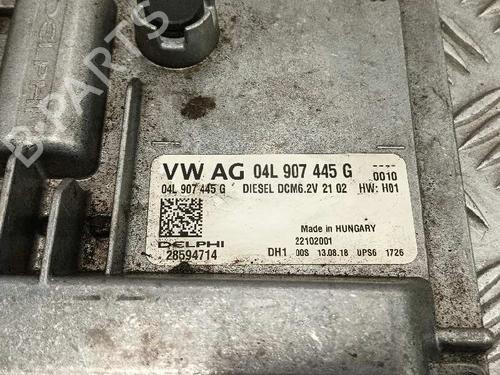 DELPHI
B-PARTS
VW AG 04L 907 445 G
0010
04L 907 445 G DIESEL DCM6.2V 21 02 HW: H01
Made in HUNGARY
22102001
DELPHI
28594714
DH1 00S 13.08.18 UPS6 1726